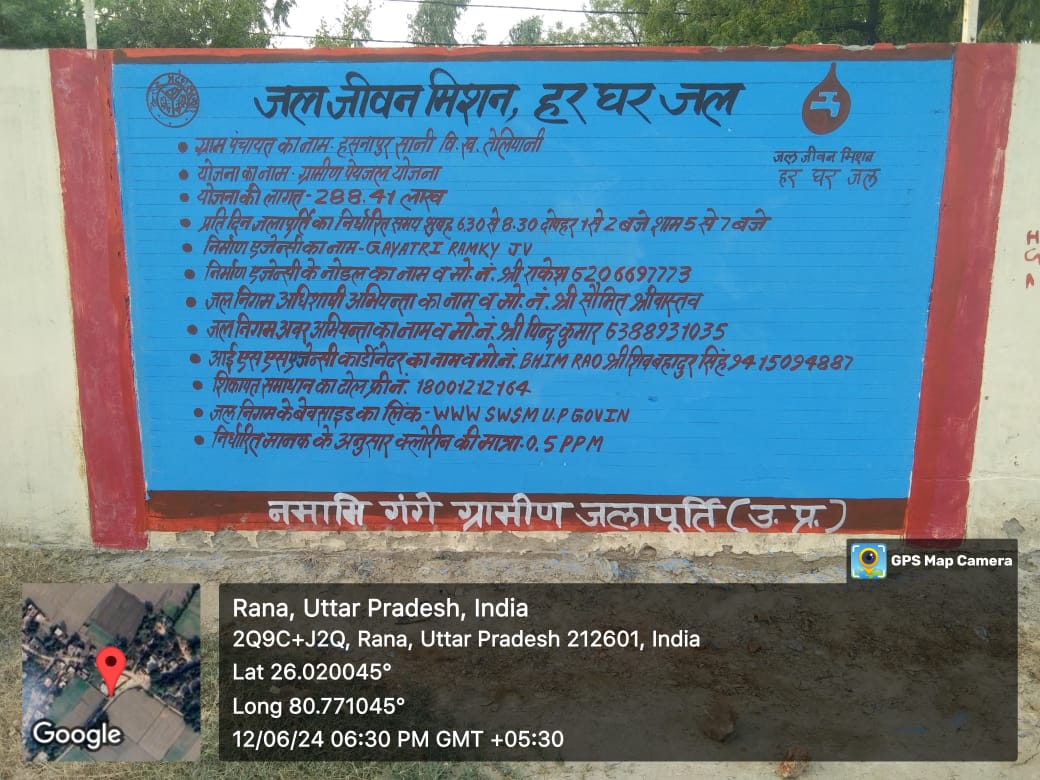 जल जीवन मिशन, हर घर जल
जल जीवन मिशन
हर घर जल
• ग्राम पंचायत का नाम- हसनापुर सानी वि.ख. तेलियानी
• योजना का नाम- ग्रामीण पेयजल योजना
• योजना की लागत- 288.41 लाख
• प्रति दिन जलापूर्ति का निर्धारित समय सुबह 6.30 से 8.30 दोपहर 1 से 2 बजे शाम 5 से 7 बजे
• निर्माण एजेन्सी का नाम-GAYATRI RAMKY JV
• निर्माण एजेन्सी के नोडल का नाम व मो.नं. श्री राकेश 6206697773
• जल निगम अधिशाषी अभियन्ता का नाम व मो.नं. श्री सौमित श्रीवास्तव
• जल निगम अवर अभियन्ता का नाम व मो.नं. श्री पिन्टू कुमार 6388931035
• आई एस एस एजेन्सी कार्डीनेटर का नाम व मो.नं. BHIM RAO श्री शिवबहादुर सिंह 9415094887
• शिकायत समाधान का टोल फ्री नं. 18001212164
• जल निगम के बेवसाइड का लिंक-WWW SWSM U.P GOV IN
• निर्धारित मानक के अनुसार क्लोरीन की मात्रा-0.5 PPM
नमामि गंगे ग्रामीण जलापूर्ति (उ.प्र.)
GPS Map Camera
Rana, Uttar Pradesh, India
2Q9C+J2Q, Rana, Uttar Pradesh 212601, India
Lat 26.020045°
Long 80.771045°
12/06/24 06:30 PM GMT +05:30
Google